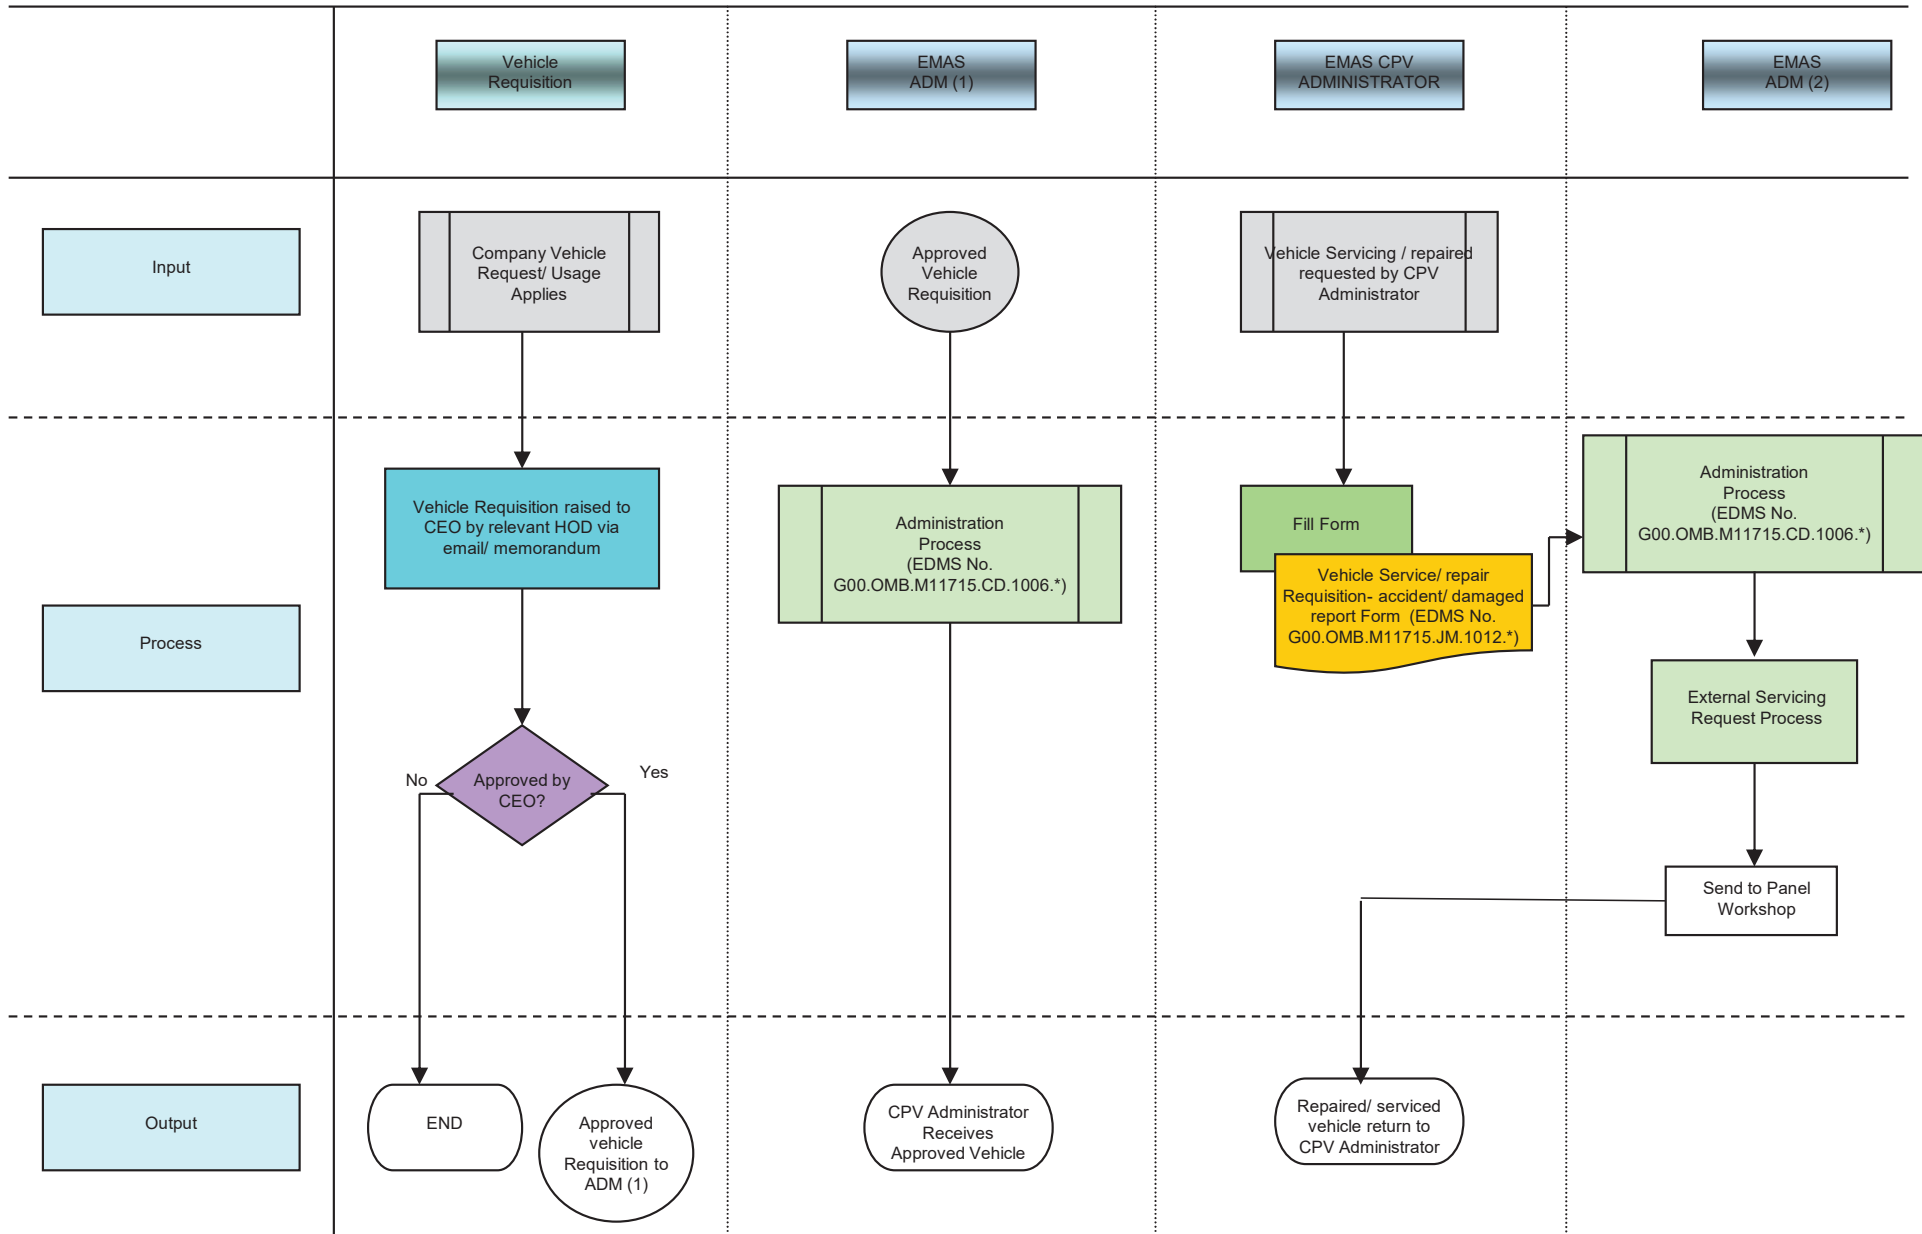 Vehicle
Requisition
EMAS
ADM (1)
EMAS CPV
ADMINISTRATOR
EMAS
ADM (2)
Input
Company Vehicle
Request/ Usage
Applies
Approved
Vehicle
Requisition
Vehicle Servicing / repaired
requested by CPV
Administrator
Process
Vehicle Requisition raised to
CEO by relevant HOD via
email/ memorandum
Approved by
CEO?
No
Yes
Administration
Process
(EDMS No.
G00.OMB.M11715.CD.1006.*)
Fill Form
Vehicle Service/ repair
Requisition- accident/ damaged
report Form (EDMS No.
G00.OMB.M11715.JM.1012.*)
Administration
Process
(EDMS No.
G00.OMB.M11715.CD.1006.*)
External Servicing
Request Process
Send to Panel
Workshop
Output
END
Approved
vehicle
Requisition to
ADM (1)
CPV Administrator
Receives
Approved Vehicle
Repaired/ serviced
vehicle return to
CPV Administrator